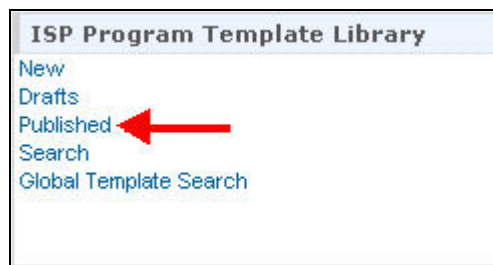 ISP Program Template Library
New
Drafts
Published
Search
Global Template Search